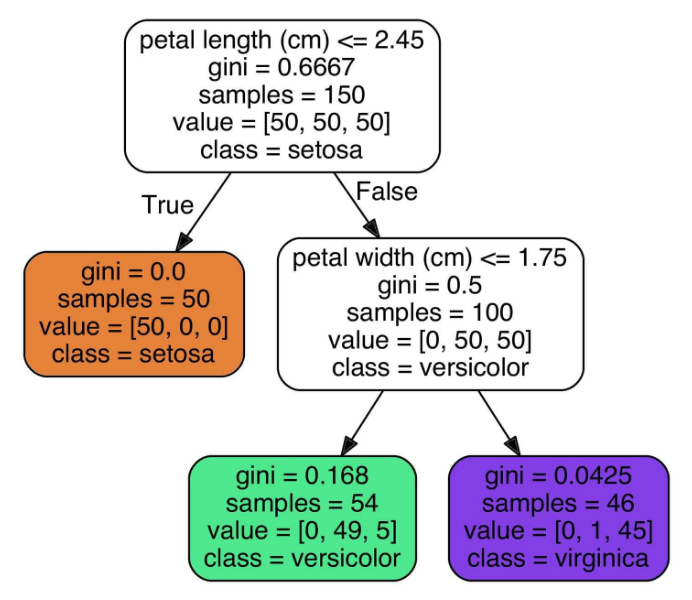 petal length (cm) <= 2.45
gini = 0.6667
samples = 150
value = [50, 50, 50]
class = setosa
True
False
gini = 0.0
samples = 50
value = [50, 0, 0]
class = setosa
petal width (cm) <= 1.75
gini = 0.5
samples = 100
value = [0, 50, 50]
class = versicolor
gini = 0.168
samples = 54
value = [0, 49, 5]
class = versicolor
gini = 0.0425
samples = 46
value = [0, 1, 45]
class = virginica